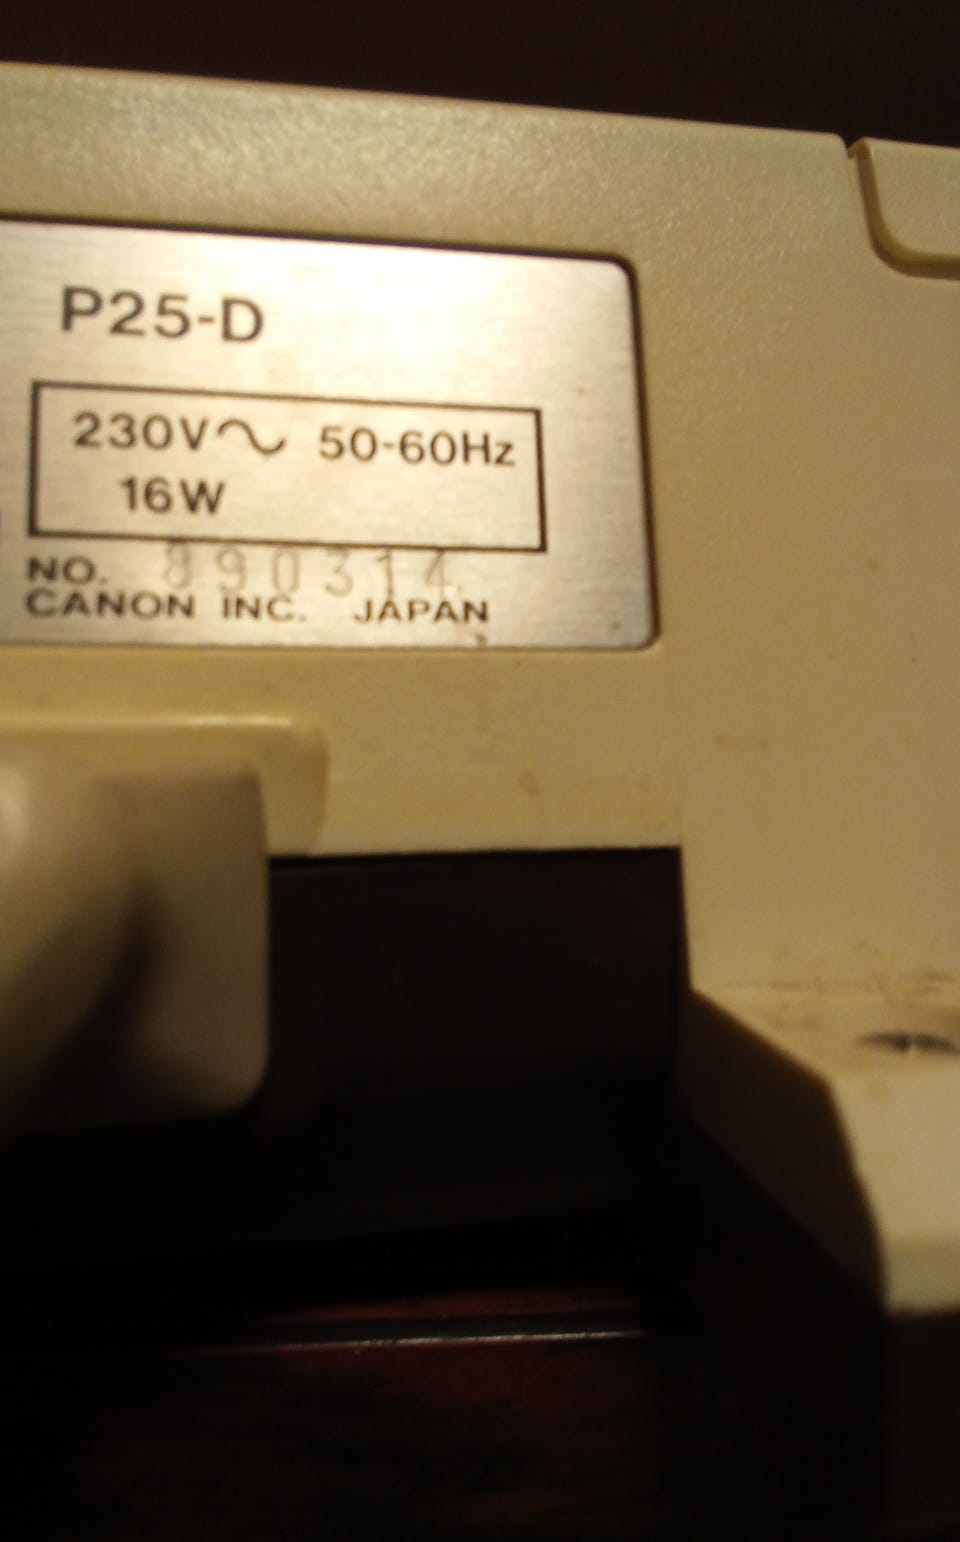 P25-D
230V~ 50-60Hz
16W
NO. 890314
CANON INC. JAPAN